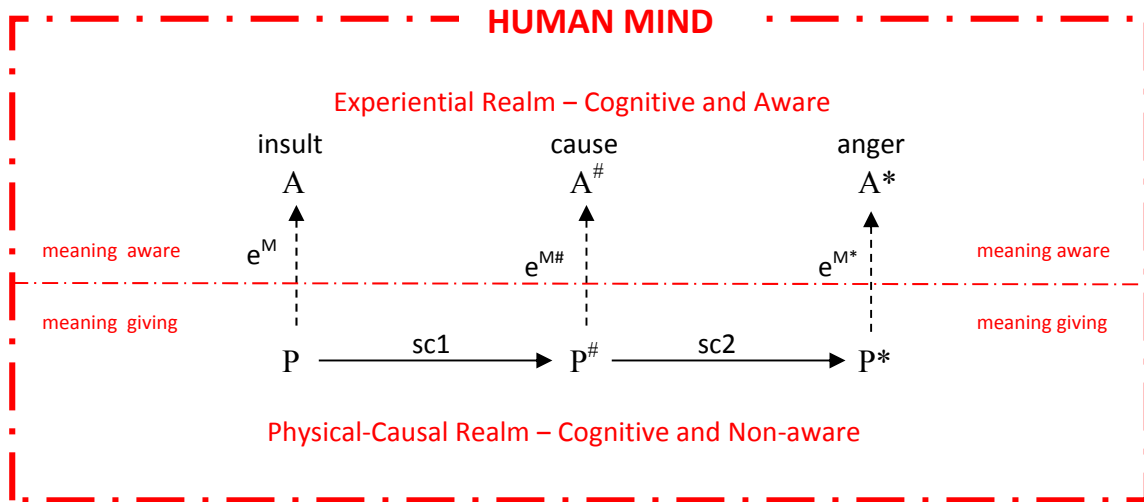 HUMAN MIND
Experiential Realm – Cognitive and Aware
insult cause anger
A A# A*
meaning aware eM eM# eM* meaning aware
meaning giving meaning giving
sc1 sc2
P P# P*
Physical-Causal Realm – Cognitive and Non-aware